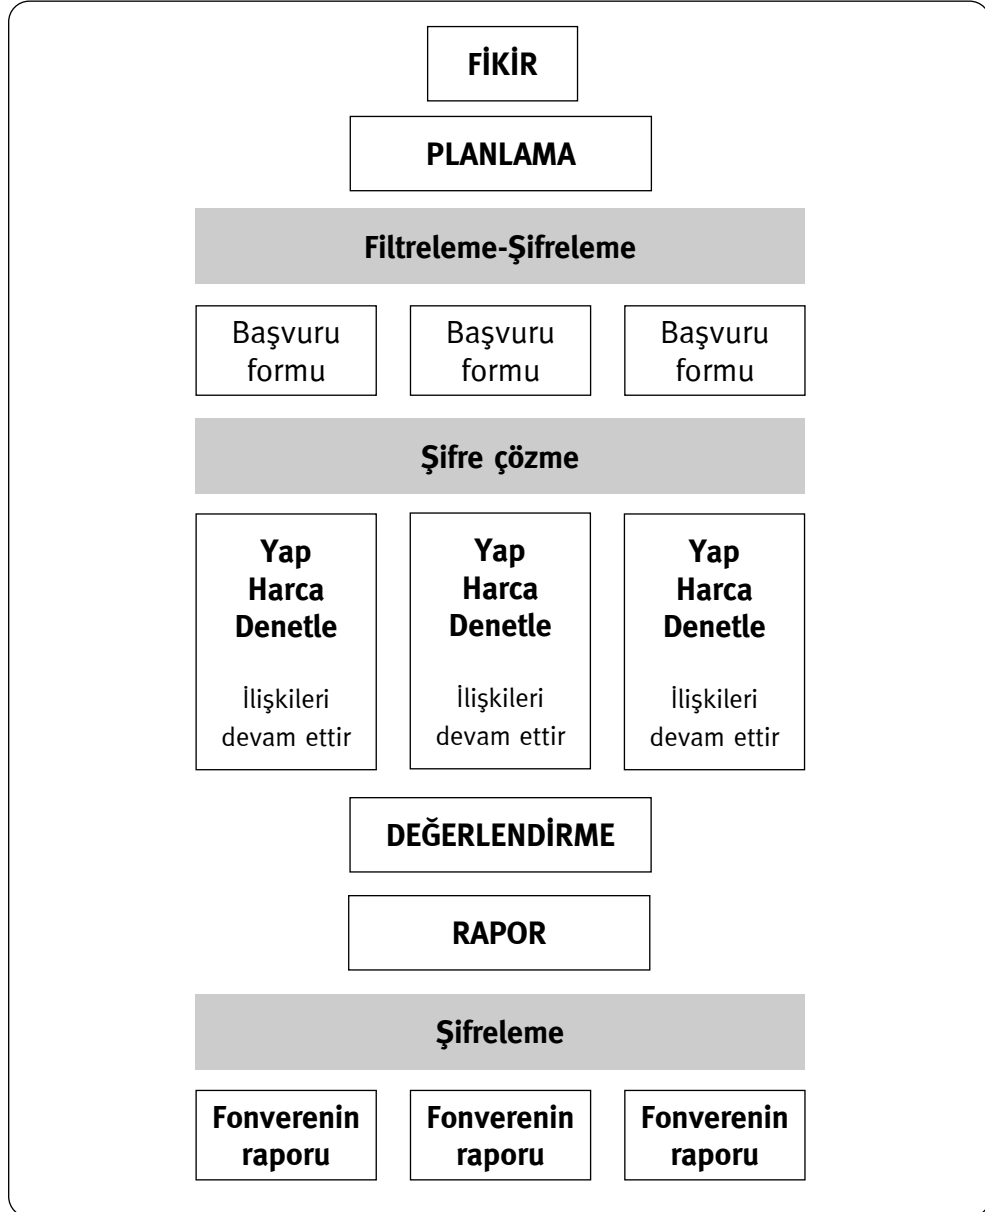 FİKİR
PLANLAMA
Filtreleme-Şifreleme
Başvuru
formu
Başvuru
formu
Başvuru
formu
Şifre çözme
Yap
Harca
Denetle
İlişkileri
devam ettir
Yap
Harca
Denetle
İlişkileri
devam ettir
Yap
Harca
Denetle
İlişkileri
devam ettir
DEĞERLENDİRME
RAPOR
Şifreleme
Fonverenin
raporu
Fonverenin
raporu
Fonverenin
raporu